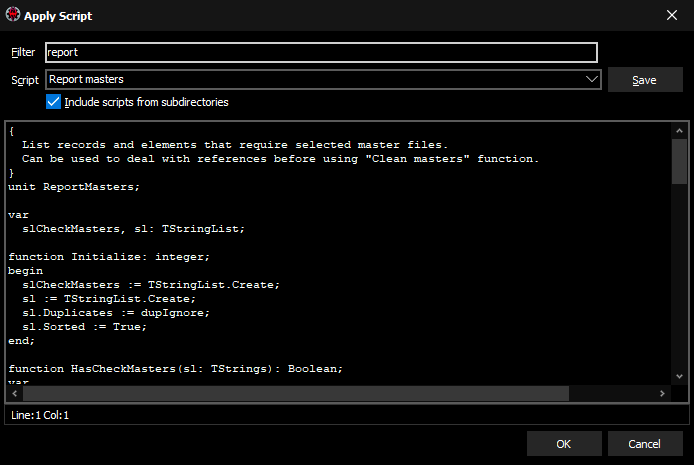 Apply Script
Filter report
Script Report masters Save
Include scripts from subdirectories
{
  List records and elements that require selected master files.
  Can be used to deal with references before using "Clean masters" function.
}
unit ReportMasters;

var
  slCheckMasters, sl: TStringList;

function Initialize: integer;
begin
  slCheckMasters := TStringList.Create;
  sl := TStringList.Create;
  sl.Duplicates := dupIgnore;
  sl.Sorted := True;
end;

function HasCheckMasters(sl: TStrings): Boolean;
var
Line:1 Col:1
OK Cancel